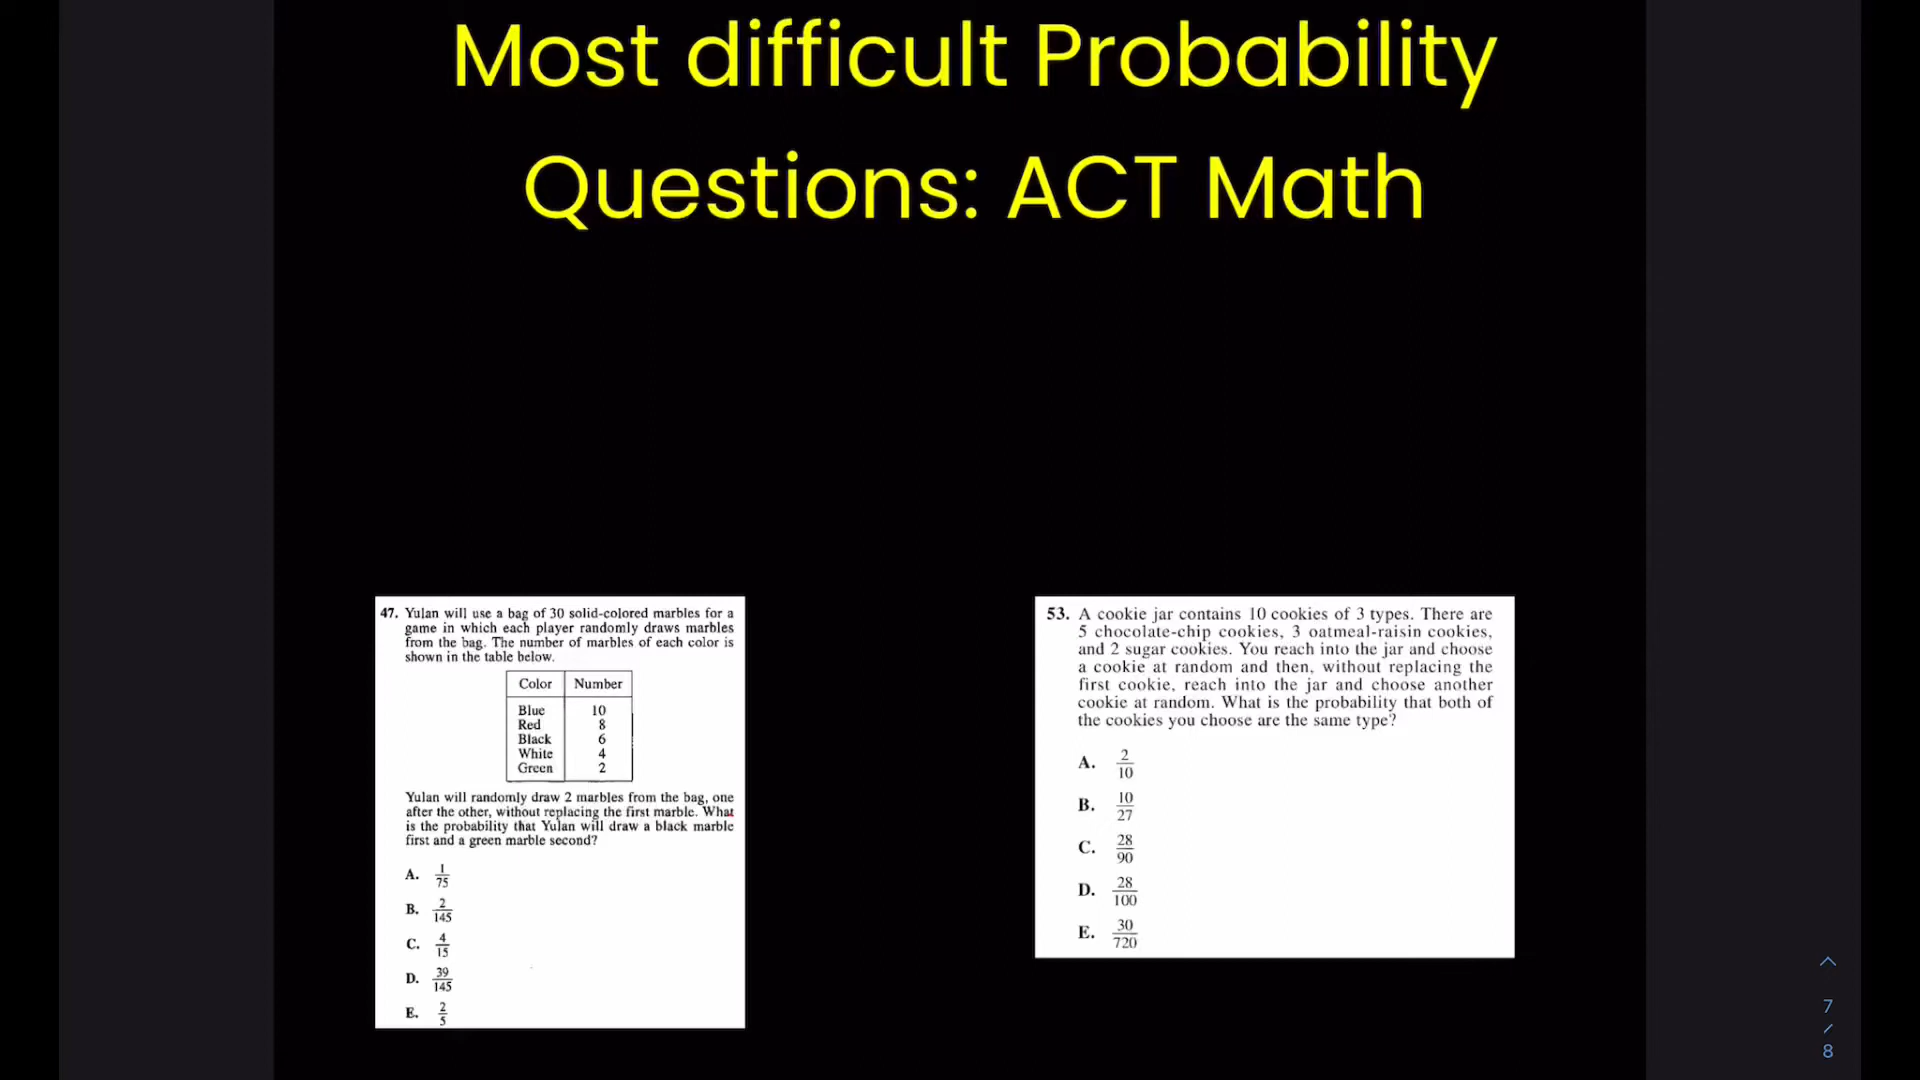 Most difficult Probability
Questions: ACT Math
47. Yulan will use a bag of 30 solid-colored marbles for a
game in which each player randomly draws marbles
from the bag. The number of marbles of each color is
shown in the table below.
Color Number
Blue 10
Red 8
Black 6
White 4
Green 2
Yulan will randomly draw 2 marbles from the bag, one
after the other, without replacing the first marble. What
is the probability that Yulan will draw a black marble
first and a green marble second?
A. 1/75
B. 2/145
C. 4/15
D. 39/145
E. 2/5
53. A cookie jar contains 10 cookies of 3 types. There are
5 chocolate-chip cookies, 3 oatmeal-raisin cookies,
and 2 sugar cookies. You reach into the jar and choose
a cookie at random and then, without replacing the
first cookie, reach into the jar and choose another
cookie at random. What is the probability that both of
the cookies you choose are the same type?
A. 2/10
B. 10/27
C. 28/90
D. 28/100
E. 30/720
7
/
8